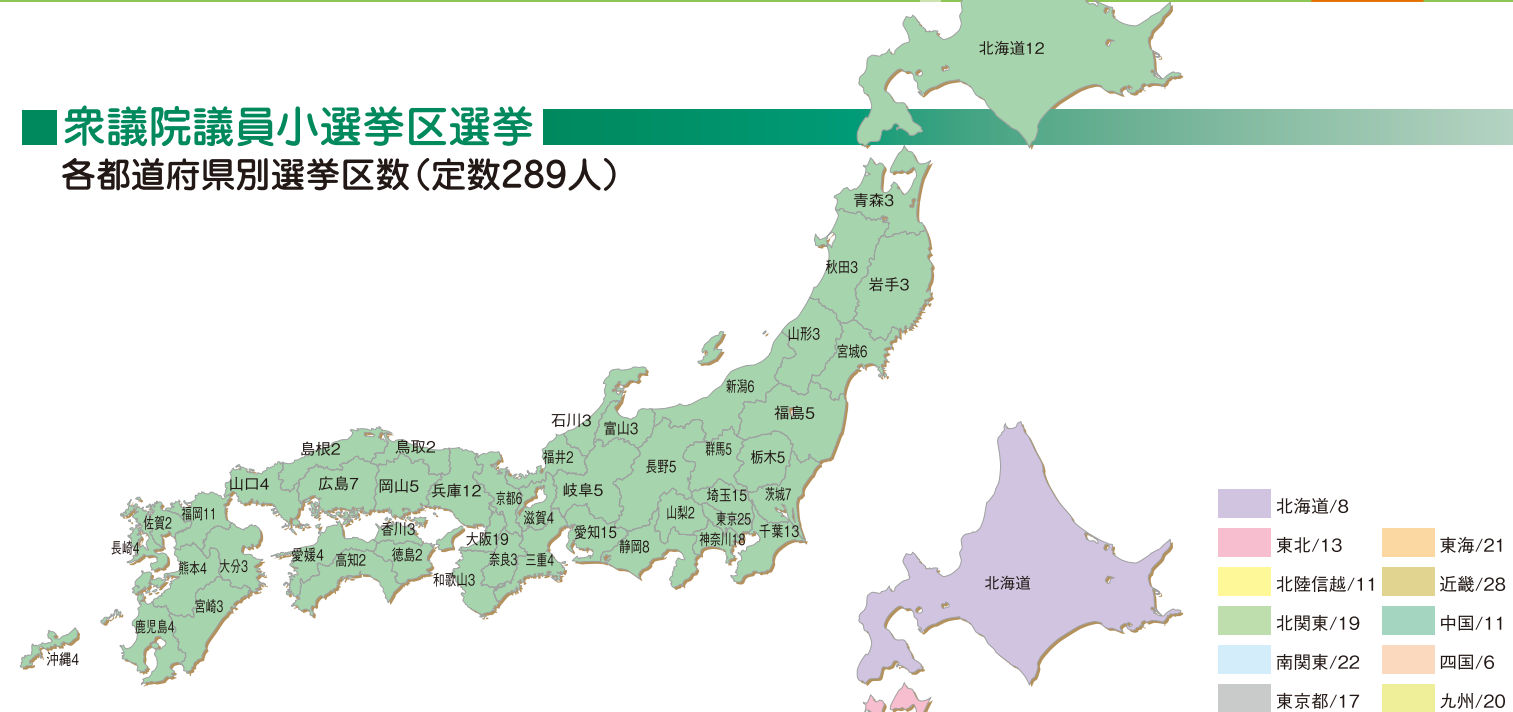 北海道12
衆議院議員小選挙区選挙
各都道府県別選挙区数（定数289人）
青森3
秋田3
岩手3
山形3
宮城6
新潟6
福島5
石川3
富山3
福井2
群馬5
栃木5
長野5
島根2
鳥取2
山口4
広島7
岡山5
兵庫12
京都6
岐阜5
埼玉15
茨城7
滋賀4
山梨2
東京25
佐賀2
福岡11
香川3
大阪19
愛知15
静岡8
神奈川18
千葉13
長崎4
熊本4
大分3
愛媛4
高知2
徳島2
奈良3
三重4
和歌山3
宮崎3
鹿児島4
沖縄4
北海道
北海道/8
東北/13
東海/21
北陸信越/11
近畿/28
北関東/19
中国/11
南関東/22
四国/6
東京都/17
九州/20